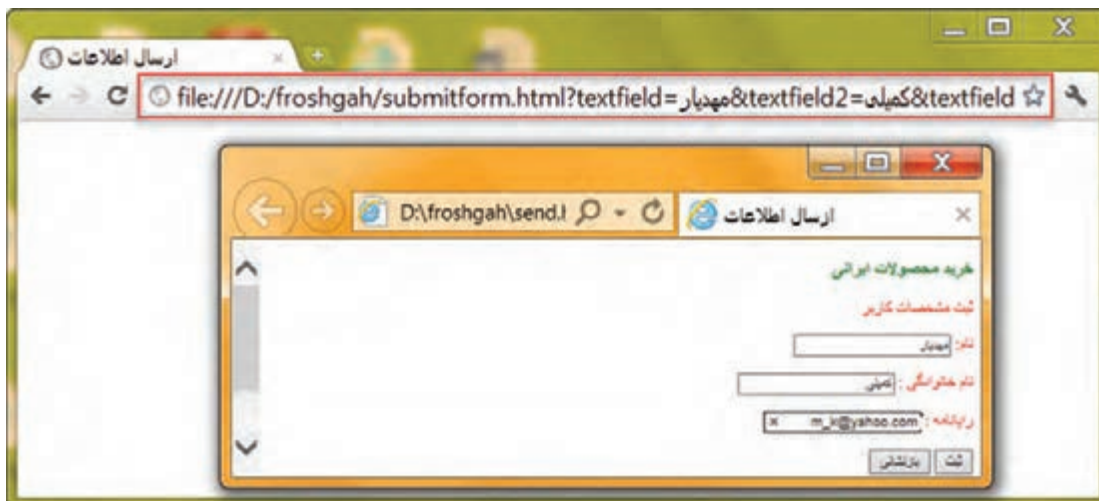 ارسال اطلاعات
file:///D:/froshgah/submitform.html?textfield=مهدیار&textfield2=کمیلی&textfield
D:\froshgah\send.l
ارسال اطلاعات
خرید محصولات ایرانی
ثبت مشخصات کاربر
نام: مهدیار
نام خانوادگی : کمیلی
رایانامه : m_k@yahoo.com
ثبت بازنشانی